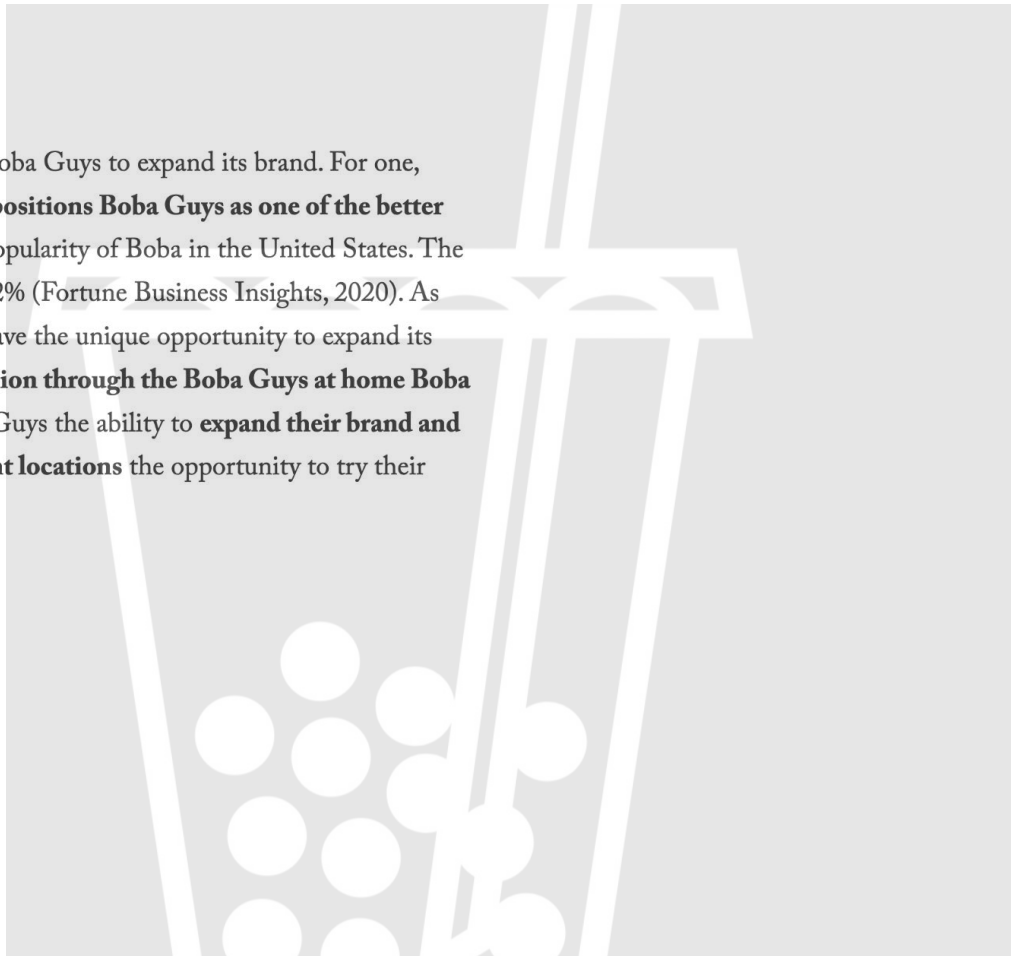 oba Guys to expand its brand. For one,
positions Boba Guys as one of the better
opularity of Boba in the United States. The
2% (Fortune Business Insights, 2020). As
ave the unique opportunity to expand its
ion through the Boba Guys at home Boba
Guys the ability to expand their brand and
t locations the opportunity to try their